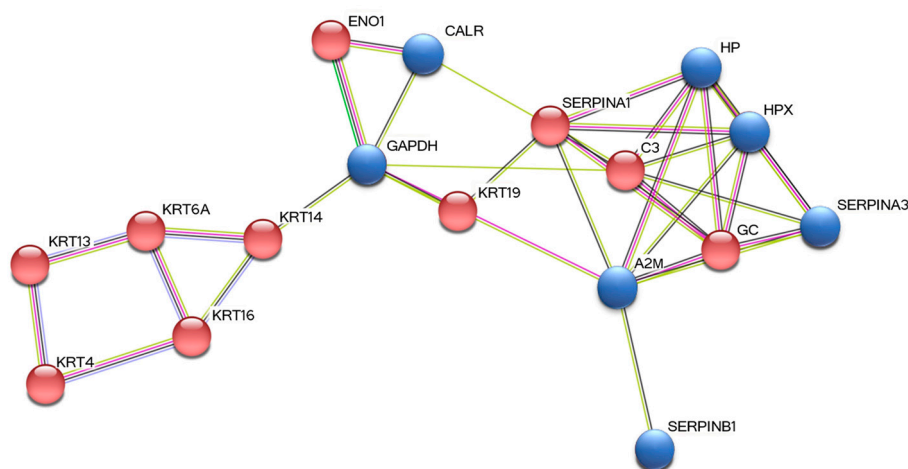 ENO1
CALR
HP
SERPINA1
HPX
C3
GAPDH
KRT19
SERPINA3
KRT6A
KRT14
GC
KRT13
A2M
KRT16
KRT4
SERPINB1